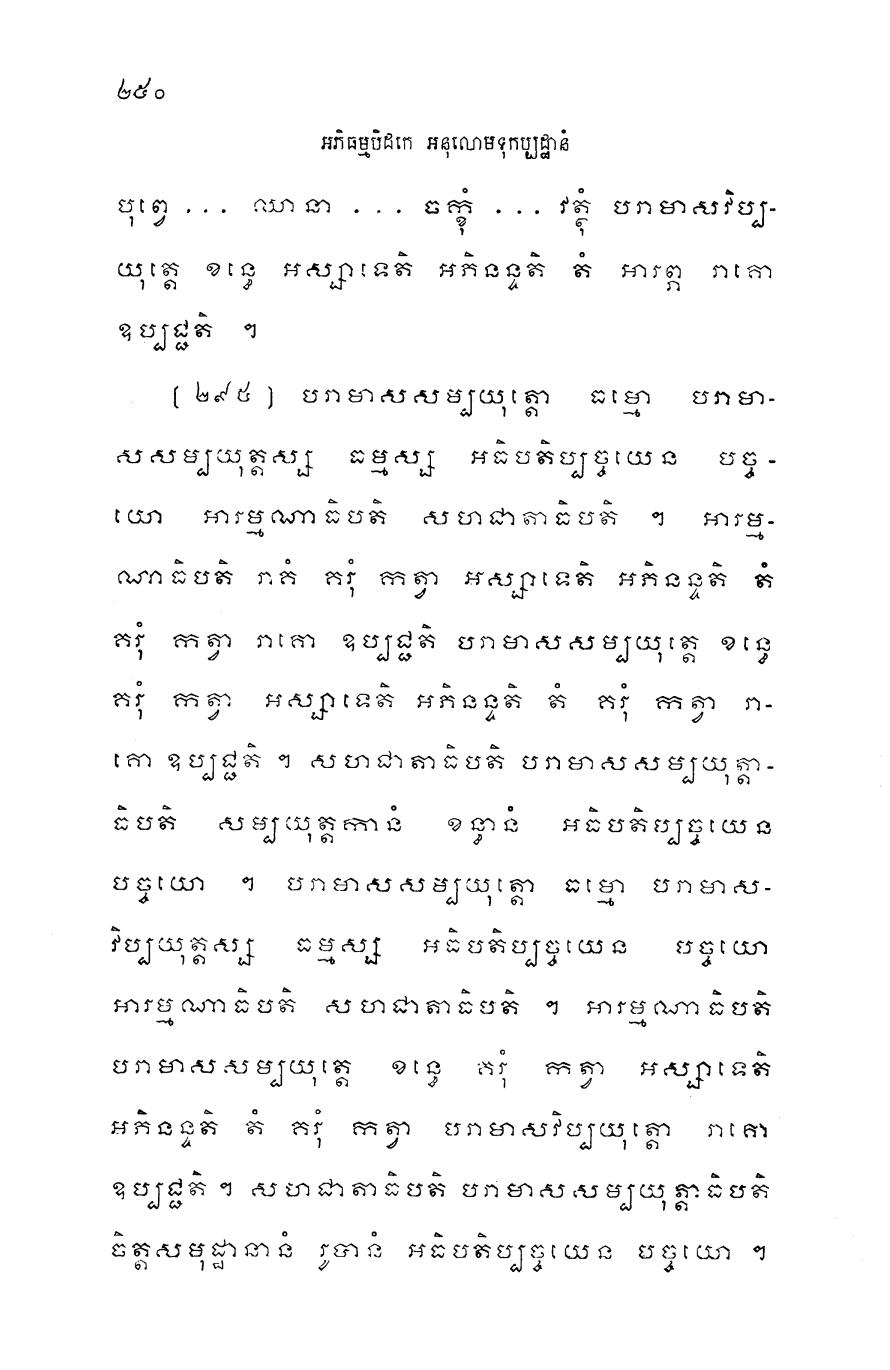 ២៥០
អភិធម្មបិដកេ អនុលោមទុកប្បដ្ឋានំ
បុព្វេ ... ឈានា ... ចក្ខុំ ... វត្ថុំ បរាមាសវិប្ប-
យុត្តេ ខន្ធេ អស្សាទេតិ អភិនន្ទតិ តំ អារព្ភ រាគោ
ឧប្បជ្ជតិ ។
[២៩៥] បរាមាសសម្បយុត្តោ ធម្មោ បរាមា-
សសម្បយុត្តស្ស ធម្មស្ស អធិបតិប្បច្ចយេន បច្ច-
យោ អារម្មណាធិបតិ សហជាតាធិបតិ ។ អារម្ម-
ណាធិបតិ រាគំ គរុំ កត្វា អស្សាទេតិ អភិនន្ទតិ តំ
គរុំ កត្វា រាគោ ឧប្បជ្ជតិ បរាមាសសម្បយុត្តេ ខន្ធេ
គរុំ កត្វា អស្សាទេតិ អភិនន្ទតិ តំ គរុំ កត្វា រា-
គោ ឧប្បជ្ជតិ ។ សហជាតាធិបតិ បរាមាសសម្បយុត្តា-
ធិបតិ សម្បយុត្តកានំ ខន្ធានំ អធិបតិប្បច្ចយេន
បច្ចយោ ។ បរាមាសសម្បយុត្តោ ធម្មោ បរាមាស-
វិប្បយុត្តស្ស ធម្មស្ស អធិបតិប្បច្ចយេន បច្ចយោ
អារម្មណាធិបតិ សហជាតាធិបតិ ។ អារម្មណាធិបតិ
បរាមាសសម្បយុត្តេ ខន្ធេ គរុំ កត្វា អស្សាទេតិ
អភិនន្ទតិ តំ គរុំ កត្វា បរាមាសវិប្បយុត្តោ រាគោ
ឧប្បជ្ជតិ ។ សហជាតាធិបតិ បរាមាសសម្បយុត្តាធិបតិ
ចិត្តសមុដ្ឋានានំ រូបានំ អធិបតិប្បច្ចយេន បច្ចយោ ។